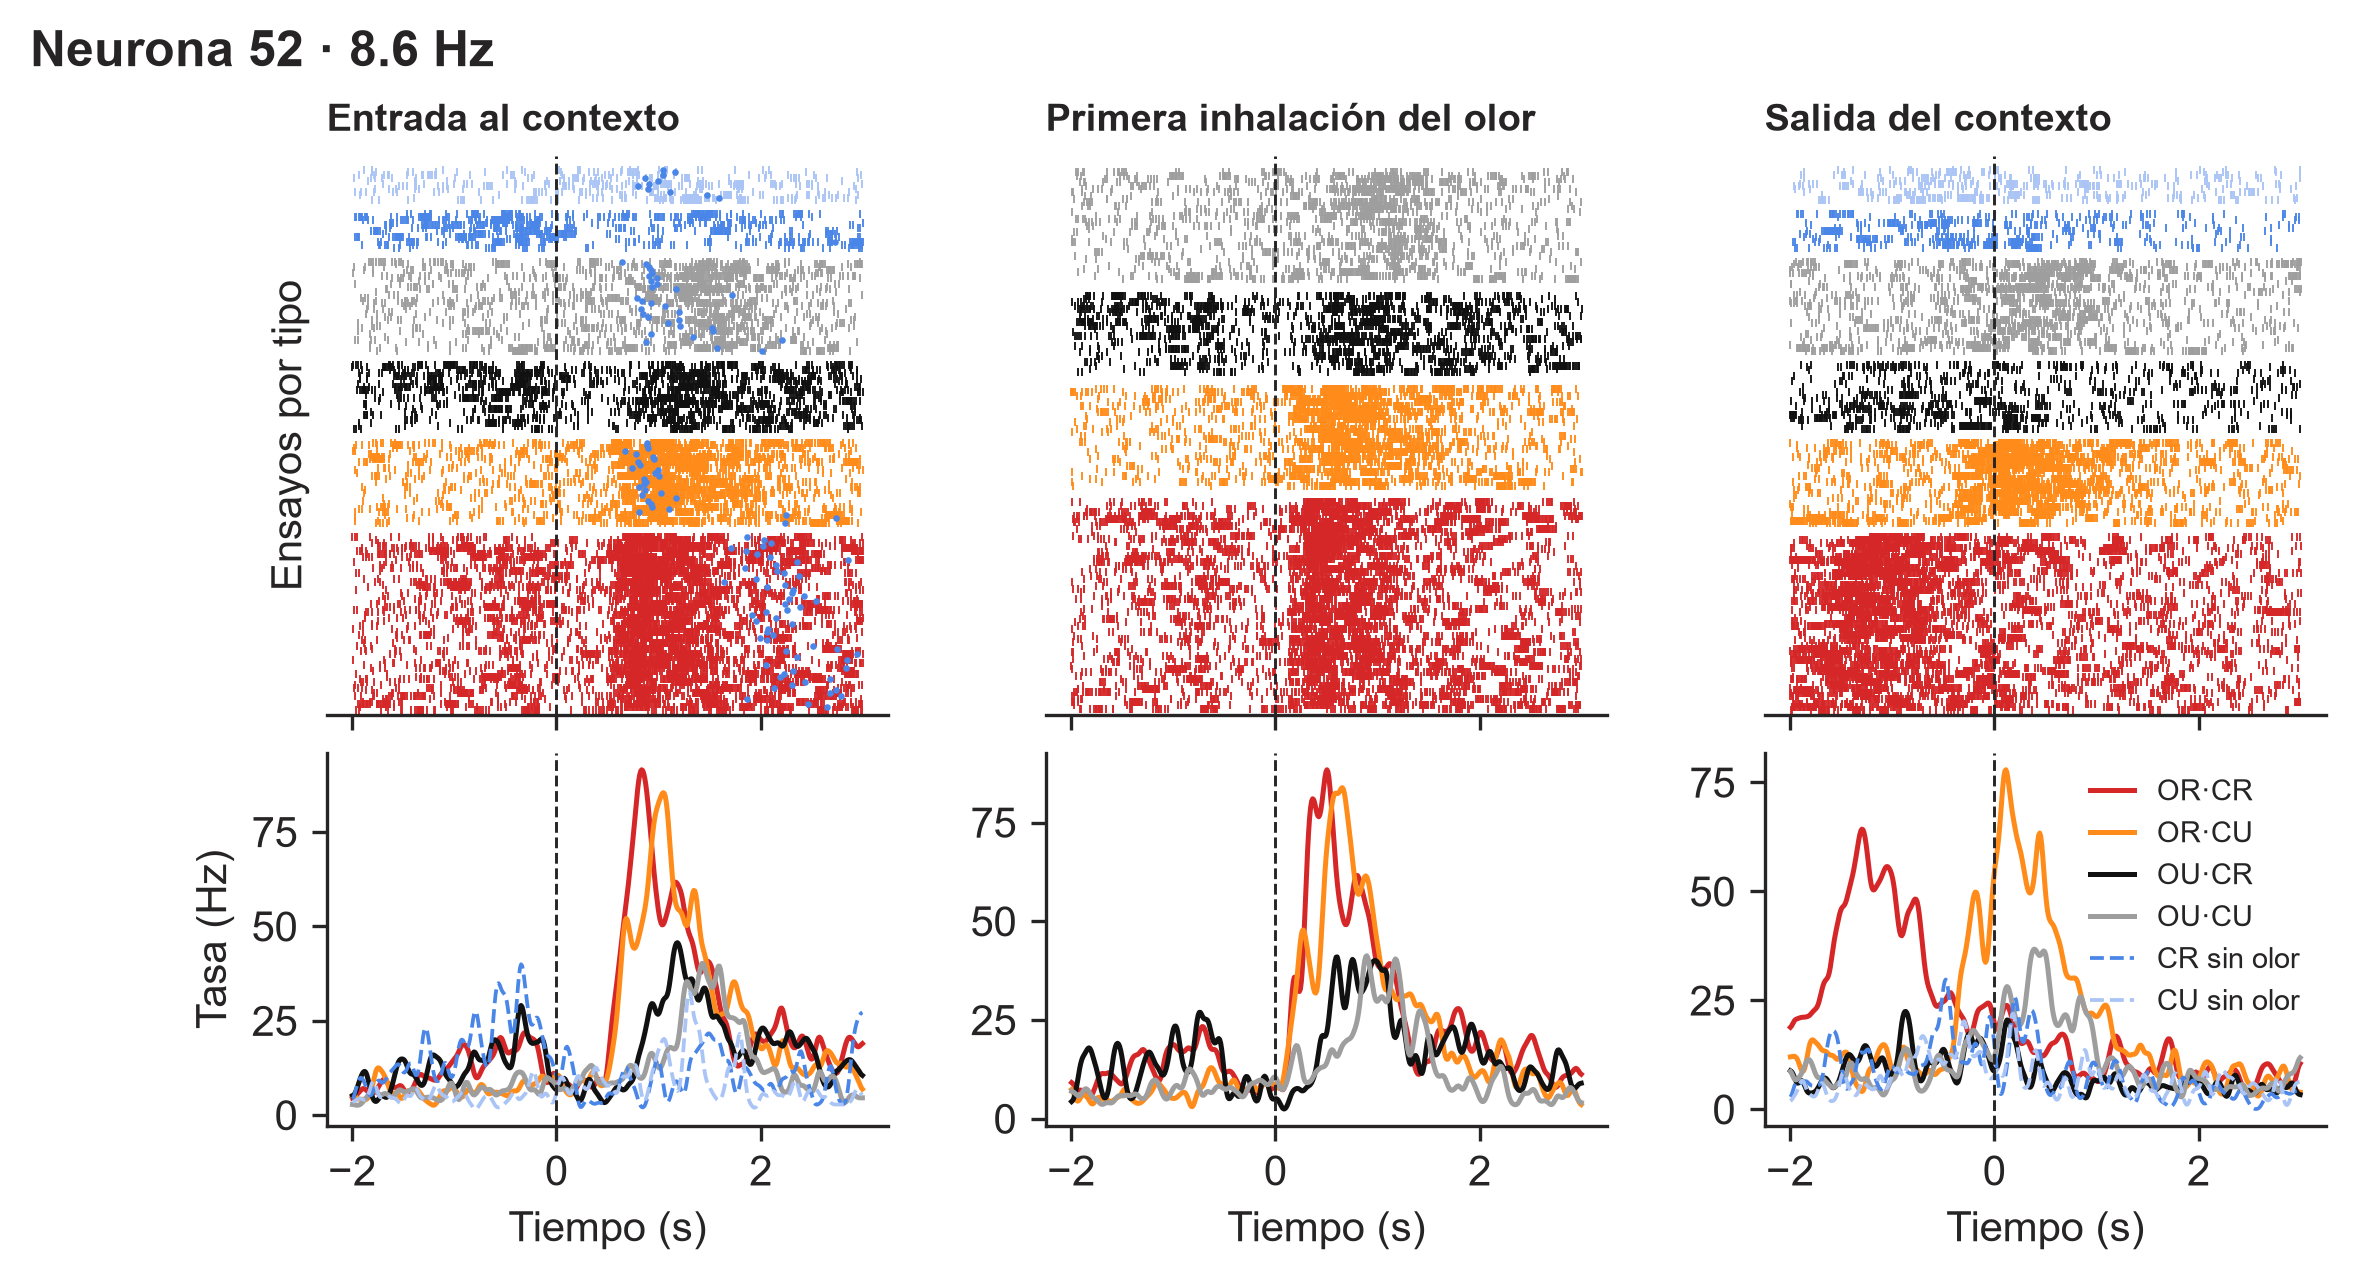 Neurona 52 · 8.6 Hz
Entrada al contexto
Primera inhalación del olor
Salida del contexto
Ensayos por tipo
Tasa (Hz)
75
50
25
0
−2
0
2
Tiempo (s)
75
50
25
0
−2
0
2
Tiempo (s)
75
50
25
0
−2
0
2
Tiempo (s)
OR·CR
OR·CU
OU·CR
OU·CU
CR sin olor
CU sin olor